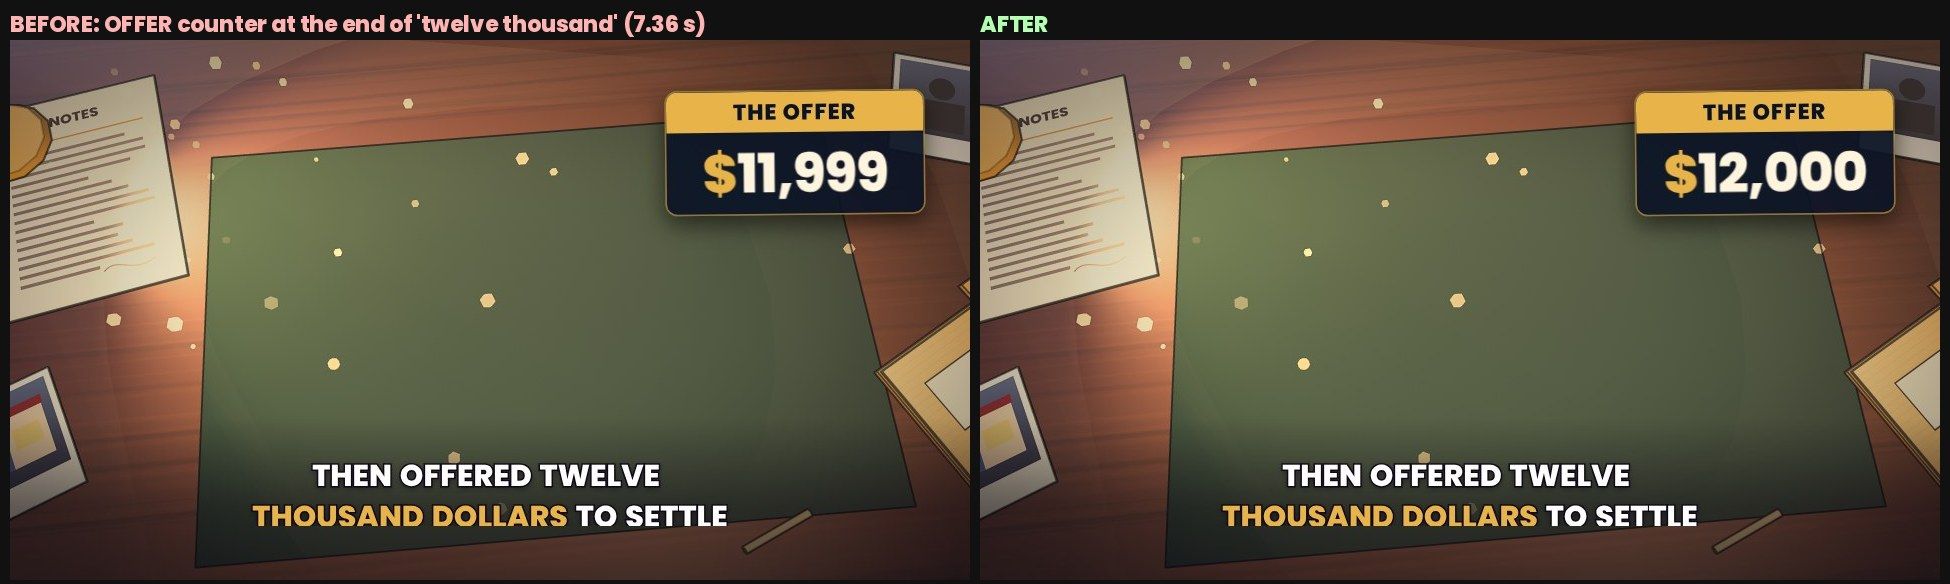 BEFORE: OFFER counter at the end of 'twelve thousand' (7.36 s)
NOTES
THE OFFER
$11,999
THEN OFFERED TWELVE
THOUSAND DOLLARS TO SETTLE
AFTER
NOTES
THE OFFER
$12,000
THEN OFFERED TWELVE
THOUSAND DOLLARS TO SETTLE